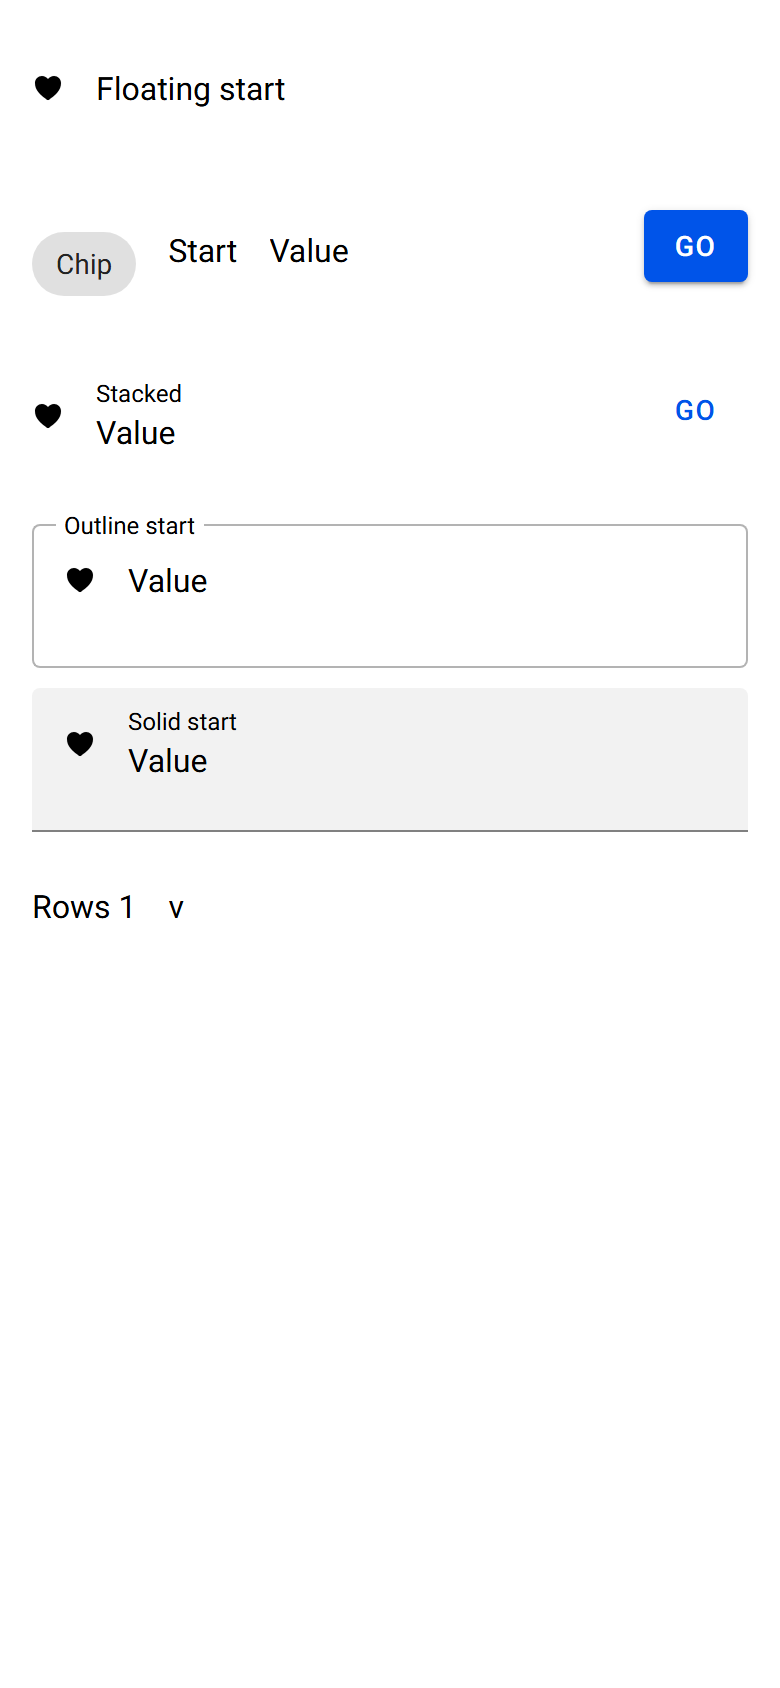 Floating start
Chip Start Value GO
Stacked
Value GO
Outline start
Value
Solid start
Value
Rows 1 v